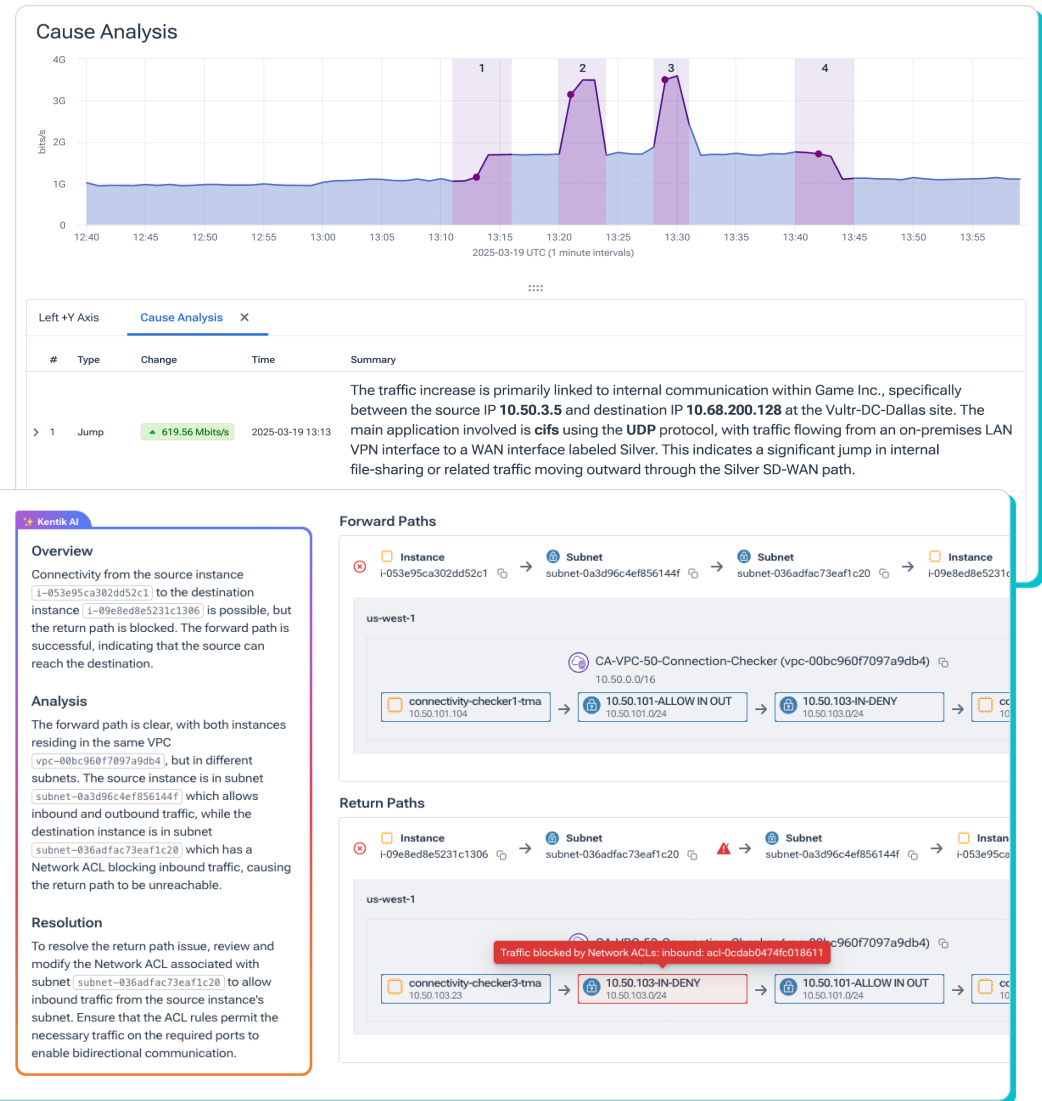 Cause Analysis
4G
3G
2G
1G
0
bits/s
1
2
3
4
12:40 12:45 12:50 12:55 13:00 13:05 13:10 13:15 13:20 13:25 13:30 13:35 13:40 13:45 13:50 13:55
2025-03-19 UTC (1 minute intervals)
Left +Y Axis Cause Analysis
# Type Change Time Summary
1 Jump 619.56 Mbits/s 2025-03-19 13:13
The traffic increase is primarily linked to internal communication within Game Inc., specifically
between the source IP 10.50.3.5 and destination IP 10.68.200.128 at the Vultr-DC-Dallas site. The
main application involved is cifs using the UDP protocol, with traffic flowing from an on-premises LAN
VPN interface to a WAN interface labeled Silver. This indicates a significant jump in internal
file-sharing or related traffic moving outward through the Silver SD-WAN path.
Kentik AI
Overview
Connectivity from the source instance
i-053e95ca302dd52c1 to the destination
instance i-09e8ed8e5231c1306 is possible, but
the return path is blocked. The forward path is
successful, indicating that the source can
reach the destination.
Analysis
The forward path is clear, with both instances
residing in the same VPC
vpc-00bc960f7097a9db4, but in different
subnets. The source instance is in subnet
subnet-0a3d96c4ef856144f which allows
inbound and outbound traffic, while the
destination instance is in subnet
subnet-036adfac73eaf1c20 which has a
Network ACL blocking inbound traffic, causing
the return path to be unreachable.
Resolution
To resolve the return path issue, review and
modify the Network ACL associated with
subnet subnet-036adfac73eaf1c20 to allow
inbound traffic from the source instance's
subnet. Ensure that the ACL rules permit the
necessary traffic on the required ports to
enable bidirectional communication.
Forward Paths
Instance Subnet Subnet Instance
i-053e95ca302dd52c1 subnet-0a3d96c4ef856144f subnet-036adfac73eaf1c20 i-09e8ed8e5231c
us-west-1
CA-VPC-50-Connection-Checker (vpc-00bc960f7097a9db4)
10.50.0.0/16
connectivity-checker1-tma 10.50.101-ALLOW IN OUT 10.50.103-IN-DENY
10.50.101.104 10.50.101.0/24 10.50.103.0/24 10
Return Paths
Instance Subnet Subnet Instan
i-09e8ed8e5231c1306 subnet-036adfac73eaf1c20 subnet-0a3d96c4ef856144f i-053e95ca
us-west-1
Traffic blocked by Network ACLs: inbound: acl-0cdab0474fc018611
bc960f7097a9db4)
connectivity-checker3-tma 10.50.103-IN-DENY 10.50.101-ALLOW IN OUT
10.50.103.23 10.50.103.0/24 10.50.101.0/24 10